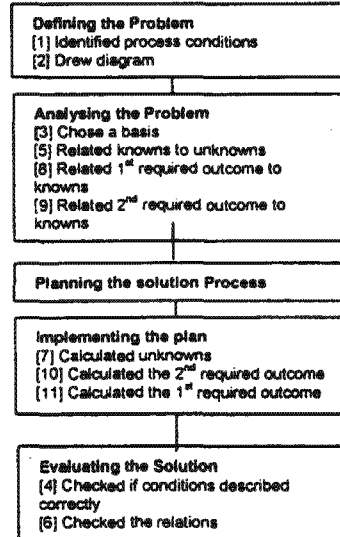 Defining the Problem
[1] Identified process conditions
[2] Drew diagram
Analysing the Problem
[3] Chose a basis
[5] Related knowns to unknowns
[8] Related 1st required outcome to
knowns
[9] Related 2nd required outcome to
knowns
Planning the solution Process
Implementing the plan
[7] Calculated unknowns
[10] Calculated the 2nd required outcome
[11] Calculated the 1st required outcome
Evaluating the Solution
[4] Checked if conditions described
correctly
[6] Checked the relations